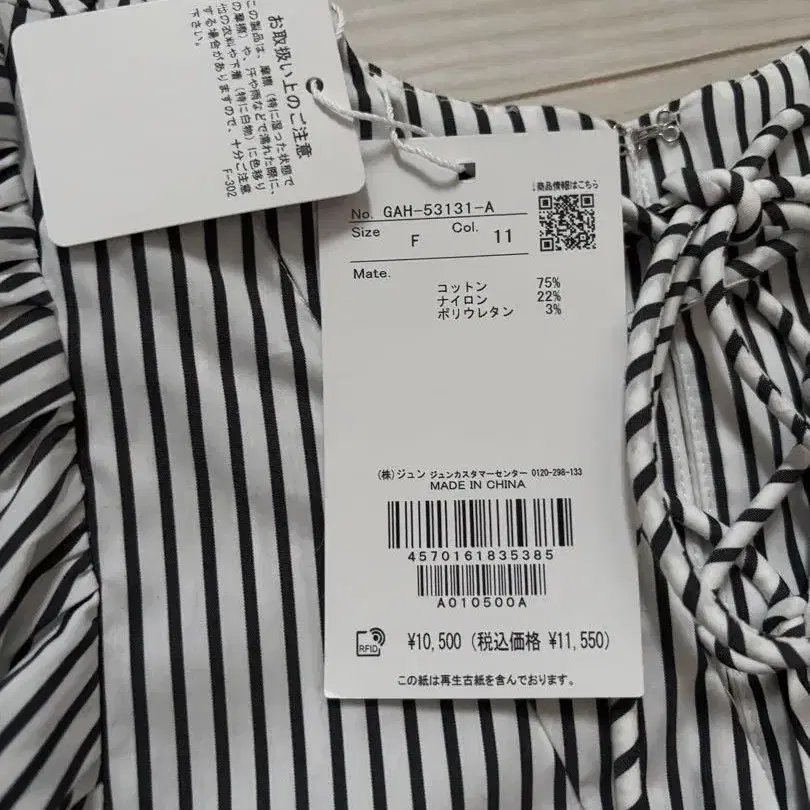 お取扱い上のご注意
この製品は、摩擦（特に湿った状態で
の摩擦）や、汗や雨などで濡れた際に、
他の衣料や下着（特に白物）に色移り
する場合がありますので、十分ご注意
下さい。
F-302
No. GAH-53131-A
Size F Col. 11
↓商品情報はこちら
Mate.
コットン 75%
ナイロン 22%
ポリウレタン 3%
(株)ジュン ジュンカスタマーセンター 0120-298-133
MADE IN CHINA
4570161835385
A010500A
RFID
¥10,500 (税込価格 ¥11,550)
この紙は再生古紙を含んでおります。